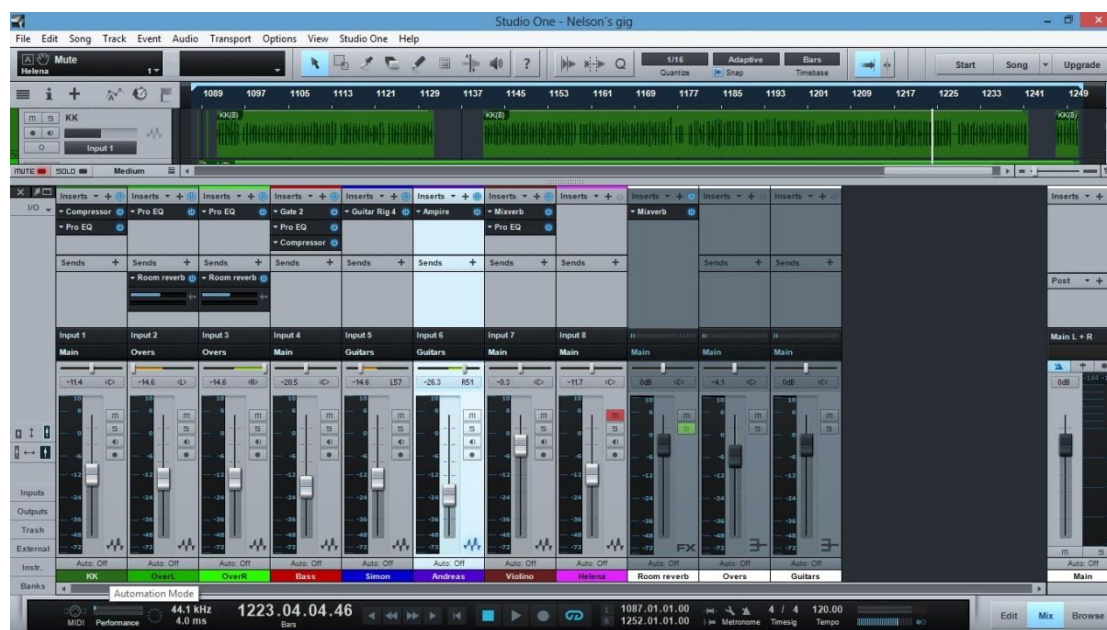 Studio One - Nelson's gig
File Edit Song Track Event Audio Transport Options View Studio One Help
A Mute
Helena 1
1/16 Adaptive Bars
Quantize Snap Timebase
? Q
Start Song Upgrade
1089 1097 1105 1113 1121 1129 1137 1145 1153 1161 1169 1177 1185 1193 1201 1209 1217 1225 1233 1241 1249
M S KK KK(8) KK(8) KK(8)
Input 1
MUTE SOLO Medium
I/O Inserts Inserts Inserts Inserts Inserts Inserts Inserts Inserts Inserts Inserts Inserts Inserts
Compressor Pro EQ Pro EQ Gate 2 Guitar Rig 4 Ampire Mixverb Mixverb
Pro EQ Pro EQ Pro EQ
Compressor
Sends Sends Sends Sends Sends Sends Sends Sends Sends Sends
Room reverb Room reverb Post
Input 1 Input 2 Input 3 Input 4 Input 5 Input 6 Input 7 Input 8 Main L + R
Main Overs Overs Main Guitars Guitars Main Main Main Main Main
-11.4 -14.6 -14.6 -20.5 -14.6 L57 -26.3 R51 -0.3 -11.7 0dB -4.1 0dB 0dB
Inputs
Outputs
Trash
External FX
Instr. Auto: Off Auto: Off Auto: Off Auto: Off Auto: Off Auto: Off Auto: Off Auto: Off Auto: Off Auto: Off Auto: Off Auto: Off
KK OverL OverR Bass Simon Andreas Violino Helena Room reverb Overs Guitars Main
Banks
Automation Mode
MIDI Performance 44.1 kHz 4.0 ms 1223.04.04.46 Bars L 1087.01.01.00 R 1252.01.01.00 Metronome 4 / 4 Timesig 120.00 Tempo Edit Mix Browse